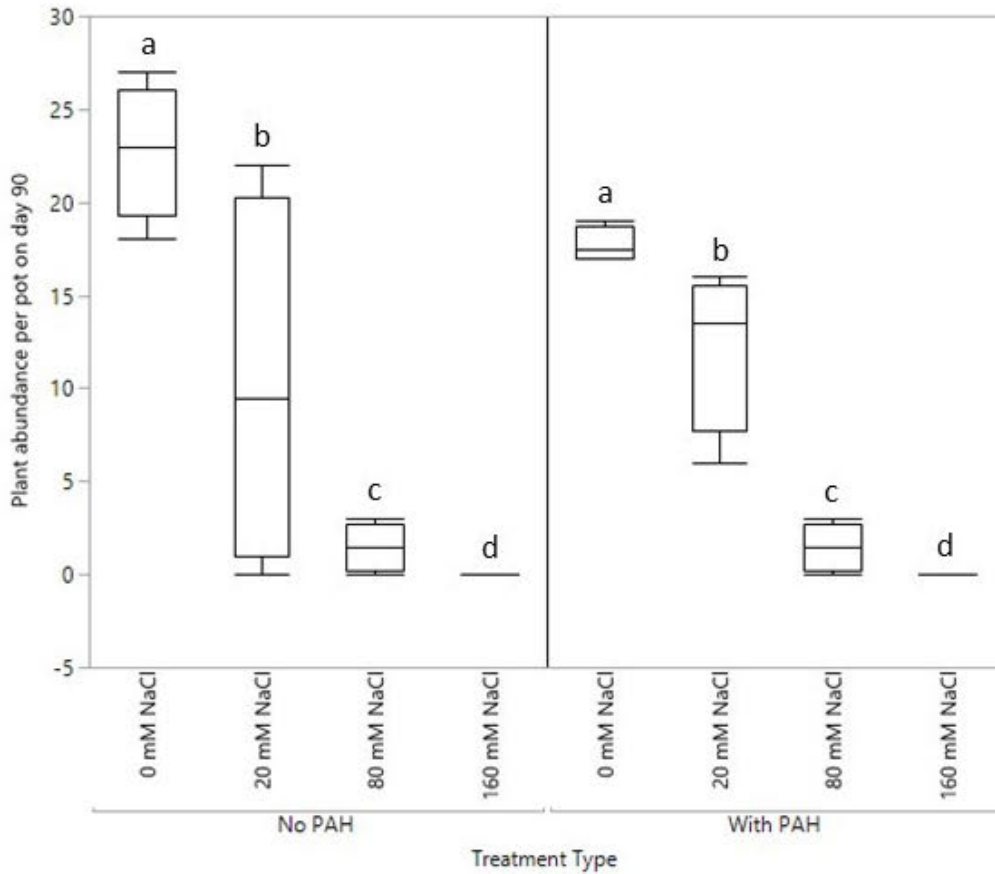 Plant abundance per pot on day 90
30
25
20
15
10
5
0
-5
a
b
c
d
a
b
c
d
0 mM NaCl
20 mM NaCl
80 mM NaCl
160 mM NaCl
0 mM NaCl
20 mM NaCl
80 mM NaCl
160 mM NaCl
No PAH
With PAH
Treatment Type